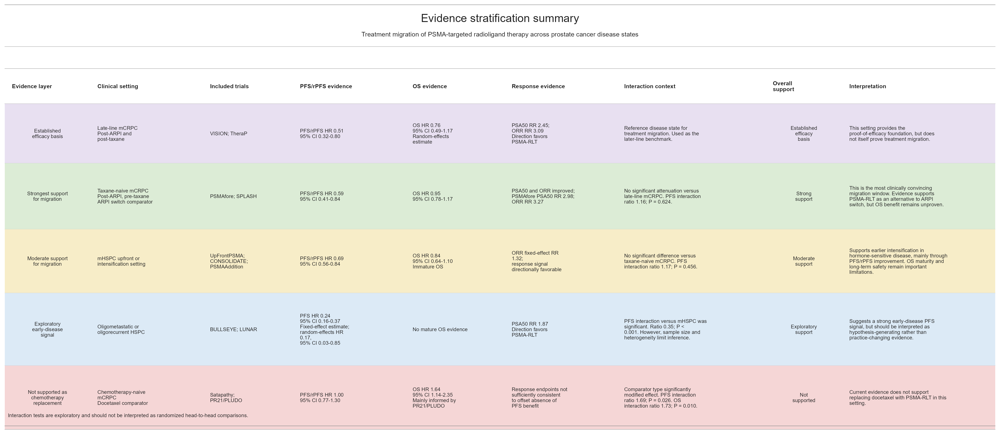 Evidence stratification summary
Treatment migration of PSMA-targeted radioligand therapy across prostate cancer disease states
Evidence layer
Clinical setting
Included trials
PFS/rPFS evidence
OS evidence
Response evidence
Interaction context
Overall
support
Interpretation
Established
efficacy basis
Late-line mCRPC
Post-ARPI and
post-taxane
VISION; TheraP
PFS/rPFS HR 0.51
95% CI 0.32-0.80
OS HR 0.76
95% CI 0.49-1.17
Random-effects
estimate
PSA50 RR 2.45;
ORR RR 3.09
Direction favors
PSMA-RLT
Reference disease state for
treatment migration. Used as the
later-line benchmark.
Established
efficacy
basis
This setting provides the
proof-of-efficacy foundation, but does
not itself prove treatment migration.
Strongest support
for migration
Taxane-naive mCRPC
Post-ARPI, pre-taxane
ARPI switch comparator
PSMAfore; SPLASH
PFS/rPFS HR 0.59
95% CI 0.41-0.84
OS HR 0.95
95% CI 0.78-1.17
PSA50 and ORR improved;
PSMAfore PSA50 RR 2.98;
ORR RR 3.27
No significant attenuation versus
late-line mCRPC. PFS interaction
ratio 1.16; P = 0.624.
Strong
support
This is the most clinically convincing
migration window. Evidence supports
PSMA-RLT as an alternative to ARPI
switch, but OS benefit remains unproven.
Moderate support
for migration
mHSPC upfront or
intensification setting
UpFrontPSMA;
CONSOLIDATE;
PSMAAddition
PFS/rPFS HR 0.69
95% CI 0.56-0.84
OS HR 0.84
95% CI 0.64-1.10
Immature OS
ORR fixed-effect RR
1.32;
response signal
directionally favorable
No significant difference versus
taxane-naive mCRPC. PFS
interaction ratio 1.17; P = 0.456.
Moderate
support
Supports earlier intensification in
hormone-sensitive disease, mainly through
PFS/rPFS improvement. OS maturity and
long-term safety remain important
limitations.
Exploratory
early-disease
signal
Oligometastatic or
oligorecurrent HSPC
BULLSEYE; LUNAR
PFS HR 0.24
95% CI 0.16-0.37
Fixed-effect estimate;
random-effects HR
0.17,
95% CI 0.03-0.85
No mature OS evidence
PSA50 RR 1.87
Direction favors
PSMA-RLT
PFS interaction versus mHSPC was
significant. Ratio 0.35; P <
0.001. However, sample size and
heterogeneity limit inference.
Exploratory
support
Suggests a strong early-disease PFS
signal, but should be interpreted as
hypothesis-generating rather than
practice-changing evidence.
Not supported as
chemotherapy
replacement
Chemotherapy-naive
mCRPC
Docetaxel comparator
Satapathy;
PR21/PLUDO
PFS/rPFS HR 1.00
95% CI 0.77-1.30
OS HR 1.64
95% CI 1.14-2.35
Mainly informed by
PR21/PLUDO
Response endpoints not
sufficiently consistent
to offset absence of
PFS benefit
Comparator type significantly
modified effect. PFS interaction
ratio 1.69; P = 0.026. OS
interaction ratio 1.73; P = 0.010.
Not
supported
Current evidence does not support
replacing docetaxel with PSMA-RLT in this
setting.
Interaction tests are exploratory and should not be interpreted as randomized head-to-head comparisons.